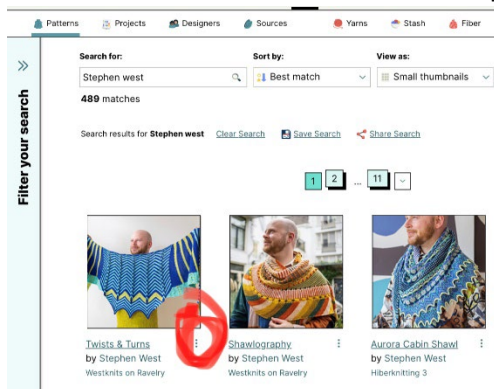 Patterns Projects Designers Sources Yarns Stash Fiber
Search for: Sort by: View as:
Stephen west Best match Small thumbnails
489 matches
Filter your search
Search results for Stephen west Clear Search Save Search Share Search
1 2 ... 11
Twists & Turns Shawlography Aurora Cabin Shawl
by Stephen West by Stephen West by Stephen West
Westknits on Ravelry Westknits on Ravelry Hiberknitting 3